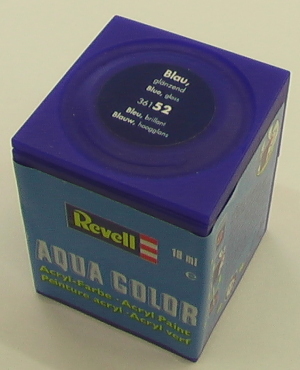 Blau,
glänzend
Blue, gloss
36152
Bleu, brillant
Blauw, hoogglans
Revell
18 ml
AQUA COLOR
Acryl-Farbe · Acryl Paint
Peinture acryl · Acryl verf